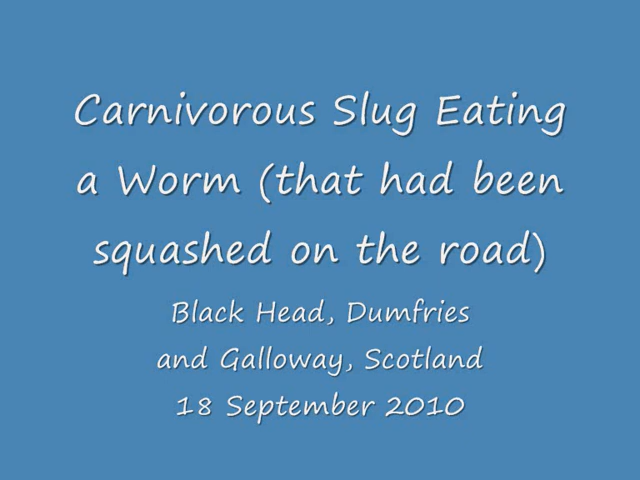 Carnivorous Slug Eating
a Worm (that had been
squashed on the road)
Black Head, Dumfries
and Galloway, Scotland
18 September 2010